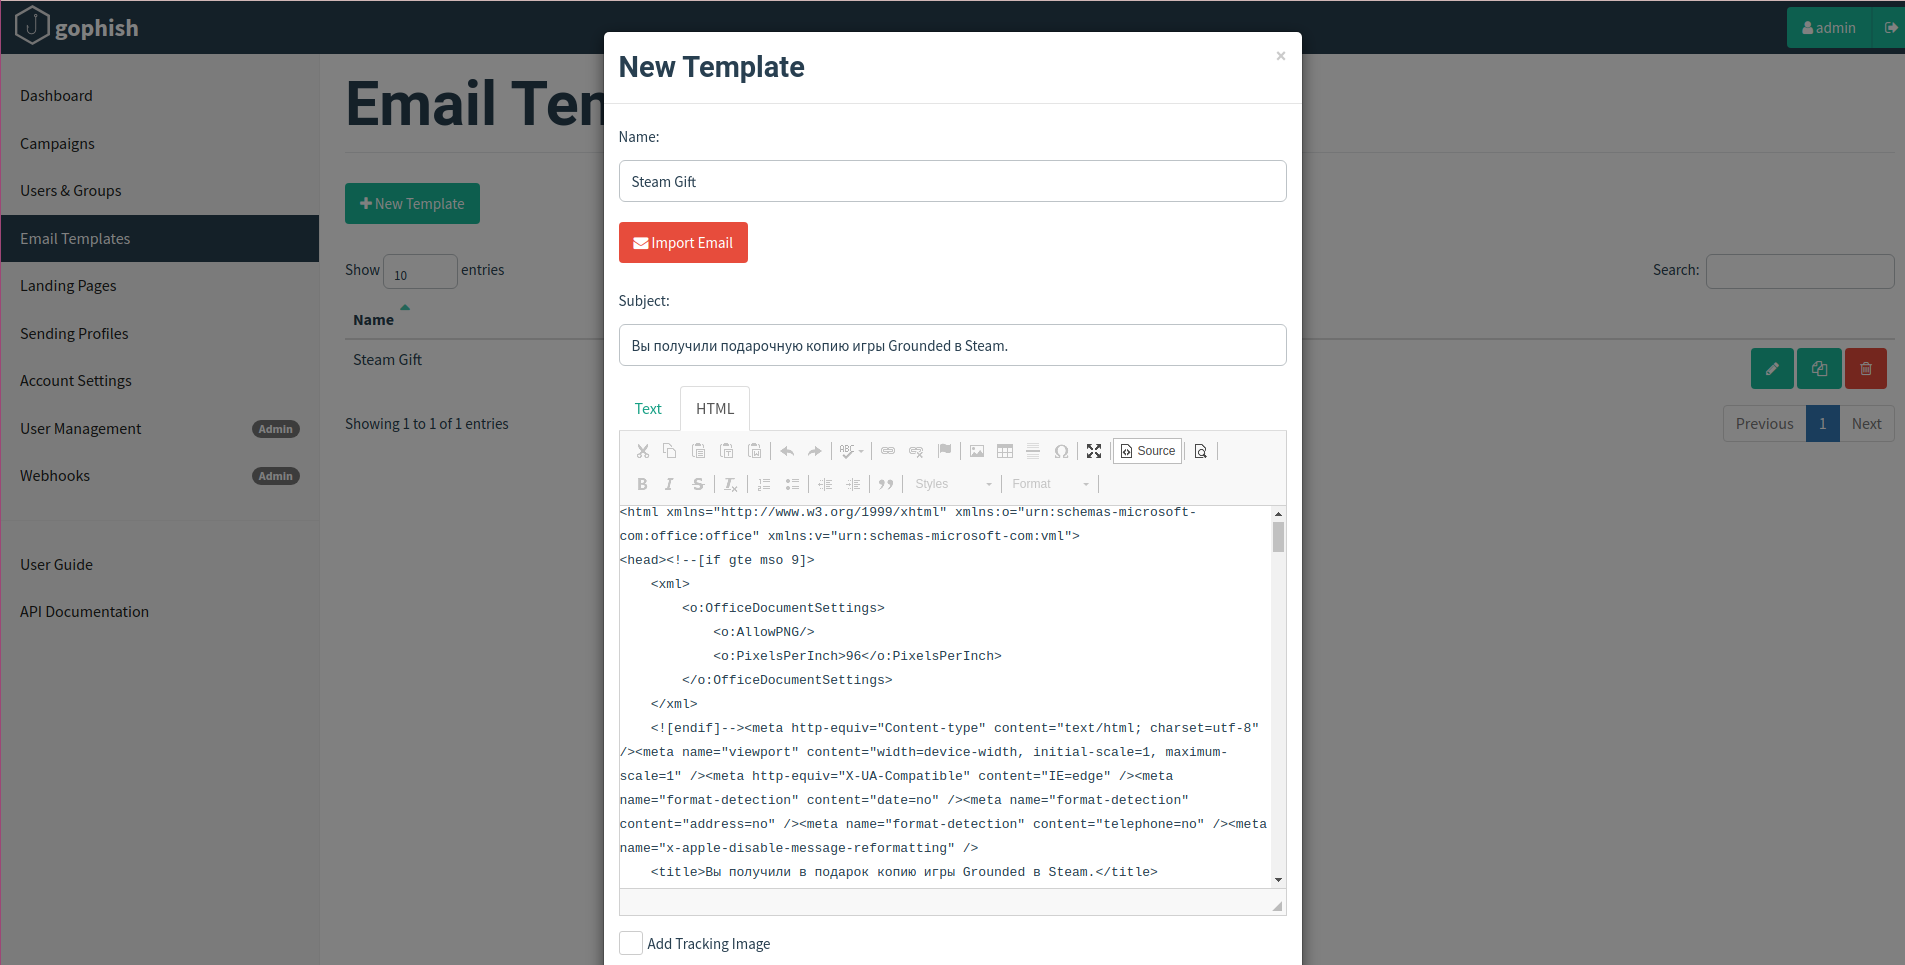 gophish
admin
Dashboard
Campaigns
Users & Groups
Email Templates
Landing Pages
Sending Profiles
Account Settings
User Management Admin
Webhooks Admin
User Guide
API Documentation
Email Tem
New Template
Show 10 entries
Search:
Name
Steam Gift
Showing 1 to 1 of 1 entries
Previous 1 Next
New Template
×
Name:
Steam Gift
Import Email
Subject:
Вы получили подарочную копию игры Grounded в Steam.
Text HTML
ABC Ω Source
B I S Tx Styles Format
<html xmlns="http://www.w3.org/1999/xhtml" xmlns:o="urn:schemas-microsoft-
com:office:office" xmlns:v="urn:schemas-microsoft-com:vml">
<head><!--[if gte mso 9]>
<xml>
<o:OfficeDocumentSettings>
<o:AllowPNG/>
<o:PixelsPerInch>96</o:PixelsPerInch>
</o:OfficeDocumentSettings>
</xml>
<![endif]--><meta http-equiv="Content-type" content="text/html; charset=utf-8"
/><meta name="viewport" content="width=device-width, initial-scale=1, maximum-
scale=1" /><meta http-equiv="X-UA-Compatible" content="IE=edge" /><meta
name="format-detection" content="date=no" /><meta name="format-detection"
content="address=no" /><meta name="format-detection" content="telephone=no" /><meta
name="x-apple-disable-message-reformatting" />
<title>Вы получили в подарок копию игры Grounded в Steam.</title>
Add Tracking Image